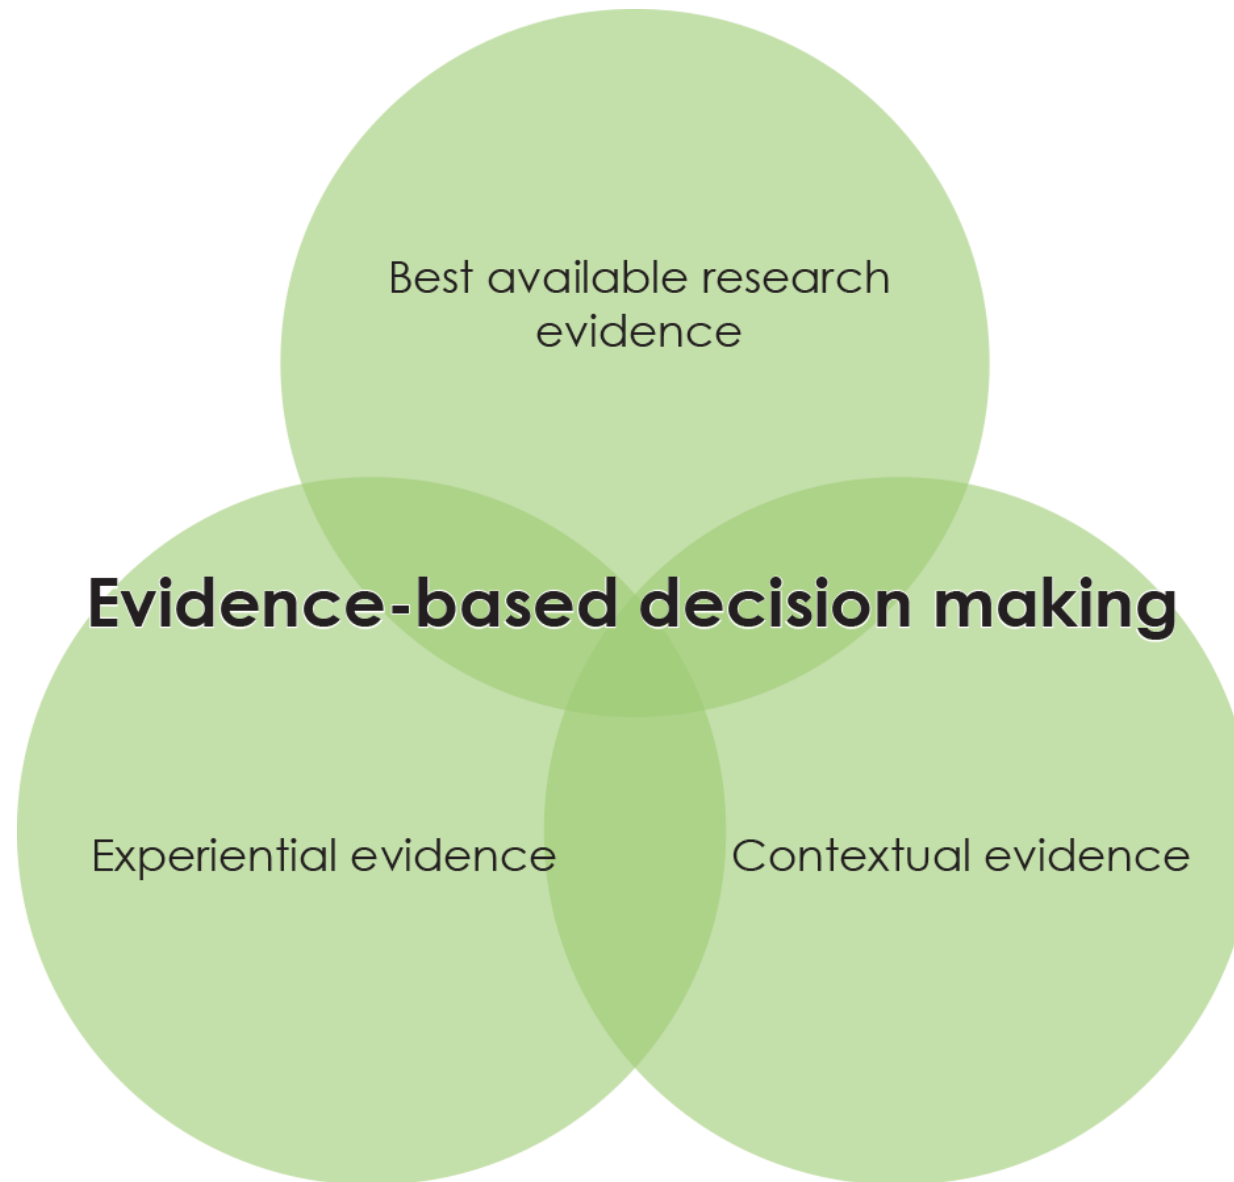 Best available research
evidence
Evidence-based decision making
Experiential evidence
Contextual evidence